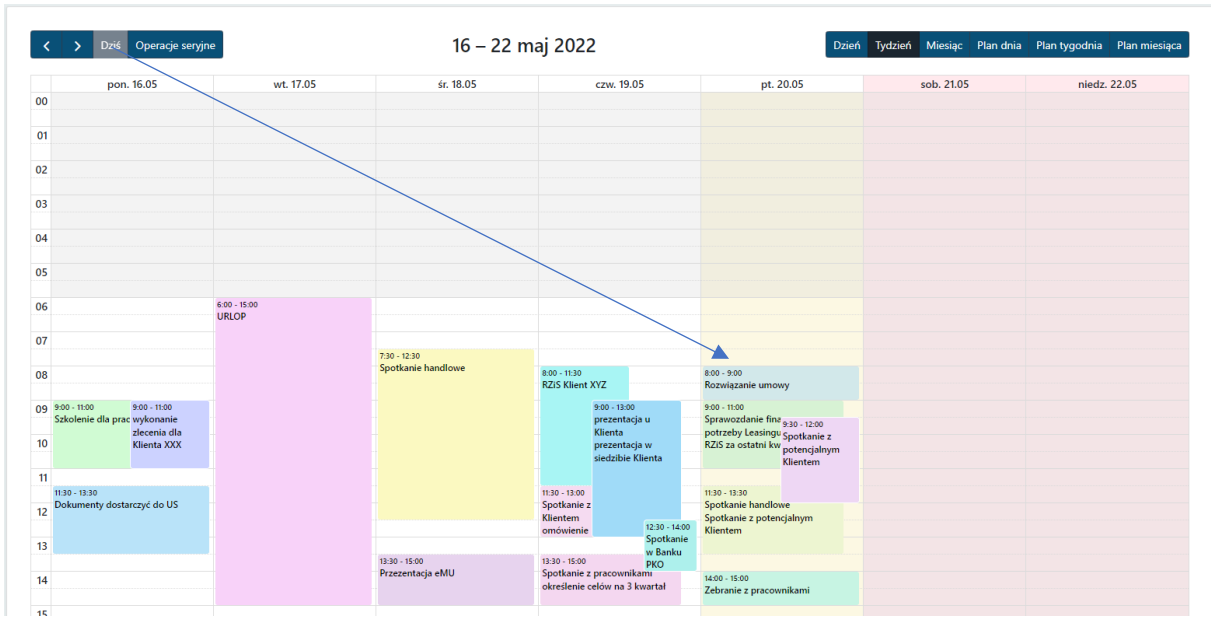 Dziś Operacje seryjne
16 – 22 maj 2022
Dzień Tydzień Miesiąc Plan dnia Plan tygodnia Plan miesiąca
pon. 16.05 wt. 17.05 śr. 18.05 czw. 19.05 pt. 20.05 sob. 21.05 niedz. 22.05
00
01
02
03
04
05
06
07
08
09
10
11
12
13
14
15
9:00 - 11:00
Szkolenie dla prac
9:00 - 11:00
wykonanie
zlecenia dla
Klienta XXX
11:30 - 13:30
Dokumenty dostarczyć do US
6:00 - 15:00
URLOP
7:30 - 12:30
Spotkanie handlowe
13:30 - 15:00
Przezentacja eMU
8:00 - 11:30
RZiS Klient XYZ
9:00 - 13:00
prezentacja u
Klienta
prezentacja w
siedzibie Klienta
11:30 - 13:00
Spotkanie z
Klientem
omówienie
12:30 - 14:00
Spotkanie
w Banku
PKO
13:30 - 15:00
Spotkanie z pracownikami
określenie celów na 3 kwartał
8:00 - 9:00
Rozwiązanie umowy
9:00 - 11:00
Sprawozdanie fina
potrzeby Leasingu
RZiS za ostatni kw
9:30 - 12:00
Spotkanie z
potencjalnym
Klientem
11:30 - 13:30
Spotkanie handlowe
Spotkanie z potencjalnym
Klientem
14:00 - 15:00
Zebranie z pracownikami